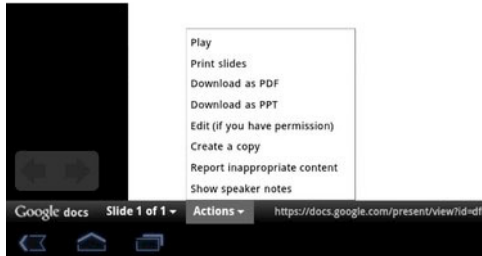 Play
Print slides
Download as PDF
Download as PPT
Edit (if you have permission)
Create a copy
Report inappropriate content
Show speaker notes
Google docs Slide 1 of 1 Actions https://docs.google.com/present/view?id=df